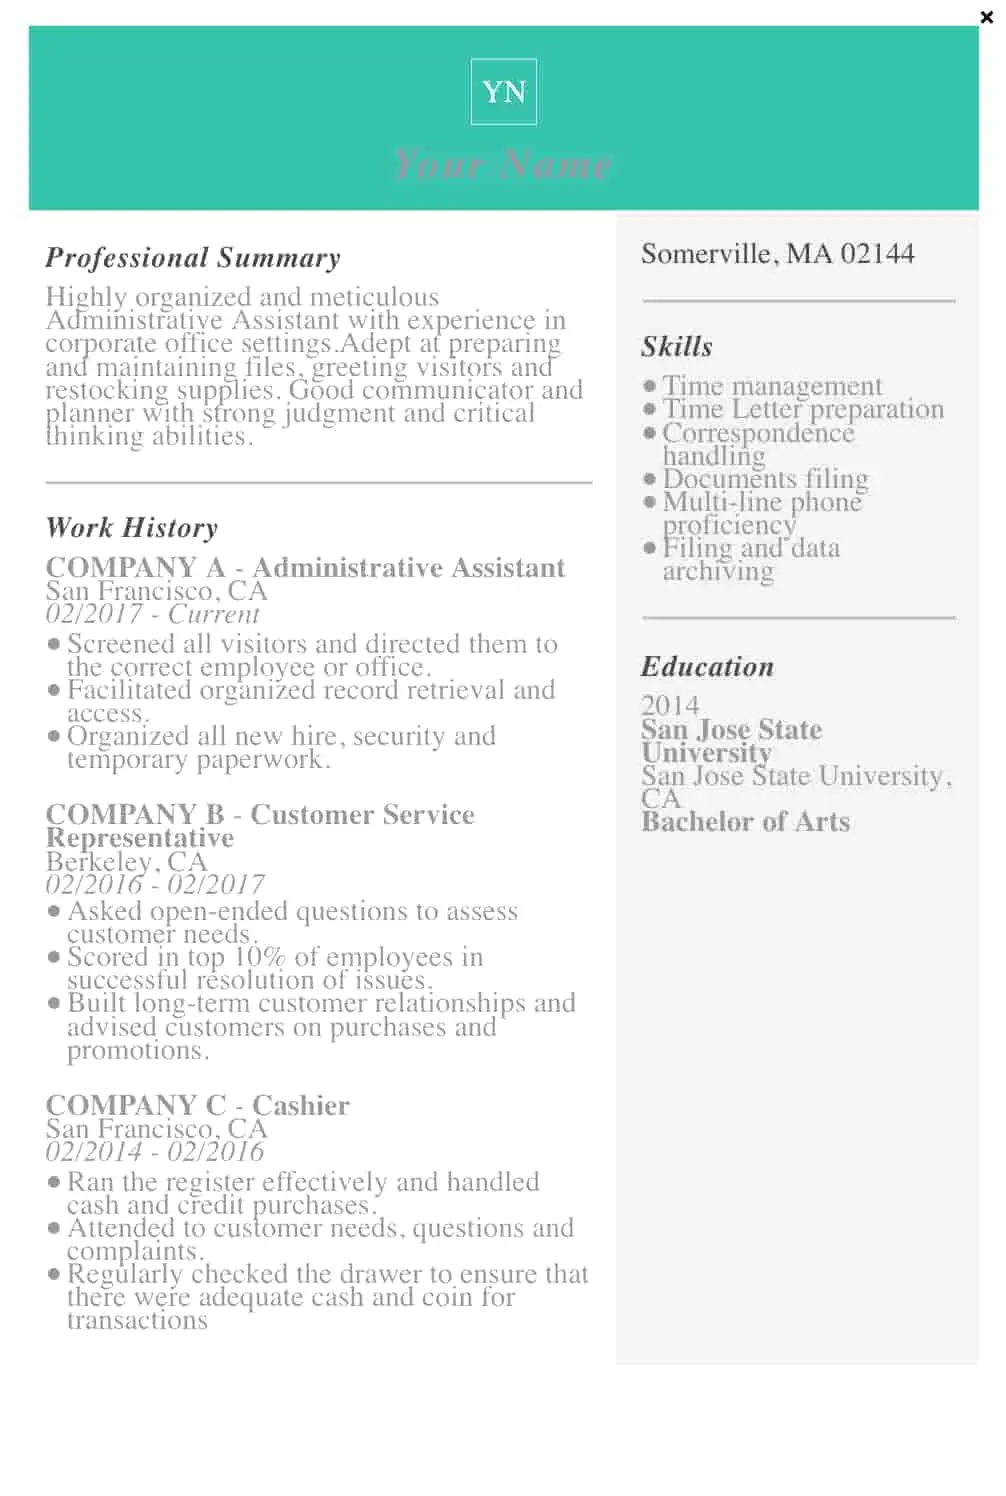 YN
Your Name
Professional Summary
Highly organized and meticulous
Administrative Assistant with experience in
corporate office settings.Adept at preparing
and maintaining files, greeting visitors and
restocking supplies. Good communicator and
planner with strong judgment and critical
thinking abilities.
Work History
COMPANY A - Administrative Assistant
San Francisco, CA
02/2017 - Current
● Screened all visitors and directed them to
the correct employee or office.
● Facilitated organized record retrieval and
access.
● Organized all new hire, security and
temporary paperwork.
COMPANY B - Customer Service
Representative
Berkeley, CA
02/2016 - 02/2017
● Asked open-ended questions to assess
customer needs.
● Scored in top 10% of employees in
successful resolution of issues.
● Built long-term customer relationships and
advised customers on purchases and
promotions.
COMPANY C - Cashier
San Francisco, CA
02/2014 - 02/2016
● Ran the register effectively and handled
cash and credit purchases.
● Attended to customer needs, questions and
complaints.
● Regularly checked the drawer to ensure that
there were adequate cash and coin for
transactions
Somerville, MA 02144
Skills
● Time management
● Time Letter preparation
● Correspondence
handling
● Documents filing
● Multi-line phone
proficiency
● Filing and data
archiving
Education
2014
San Jose State
University
San Jose State University,
CA
Bachelor of Arts